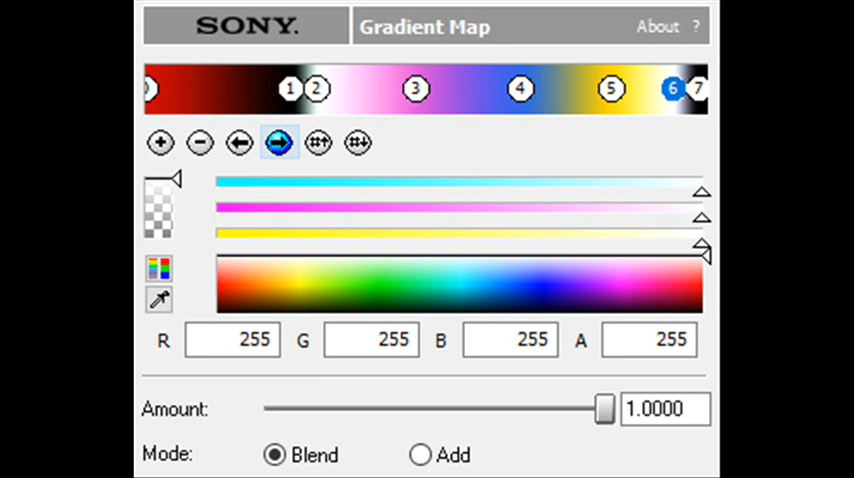 SONY.
Gradient Map
About ?
0 1 2 3 4 5 6 7
R 255 G 255 B 255 A 255
Amount: 1.0000
Mode: Blend Add